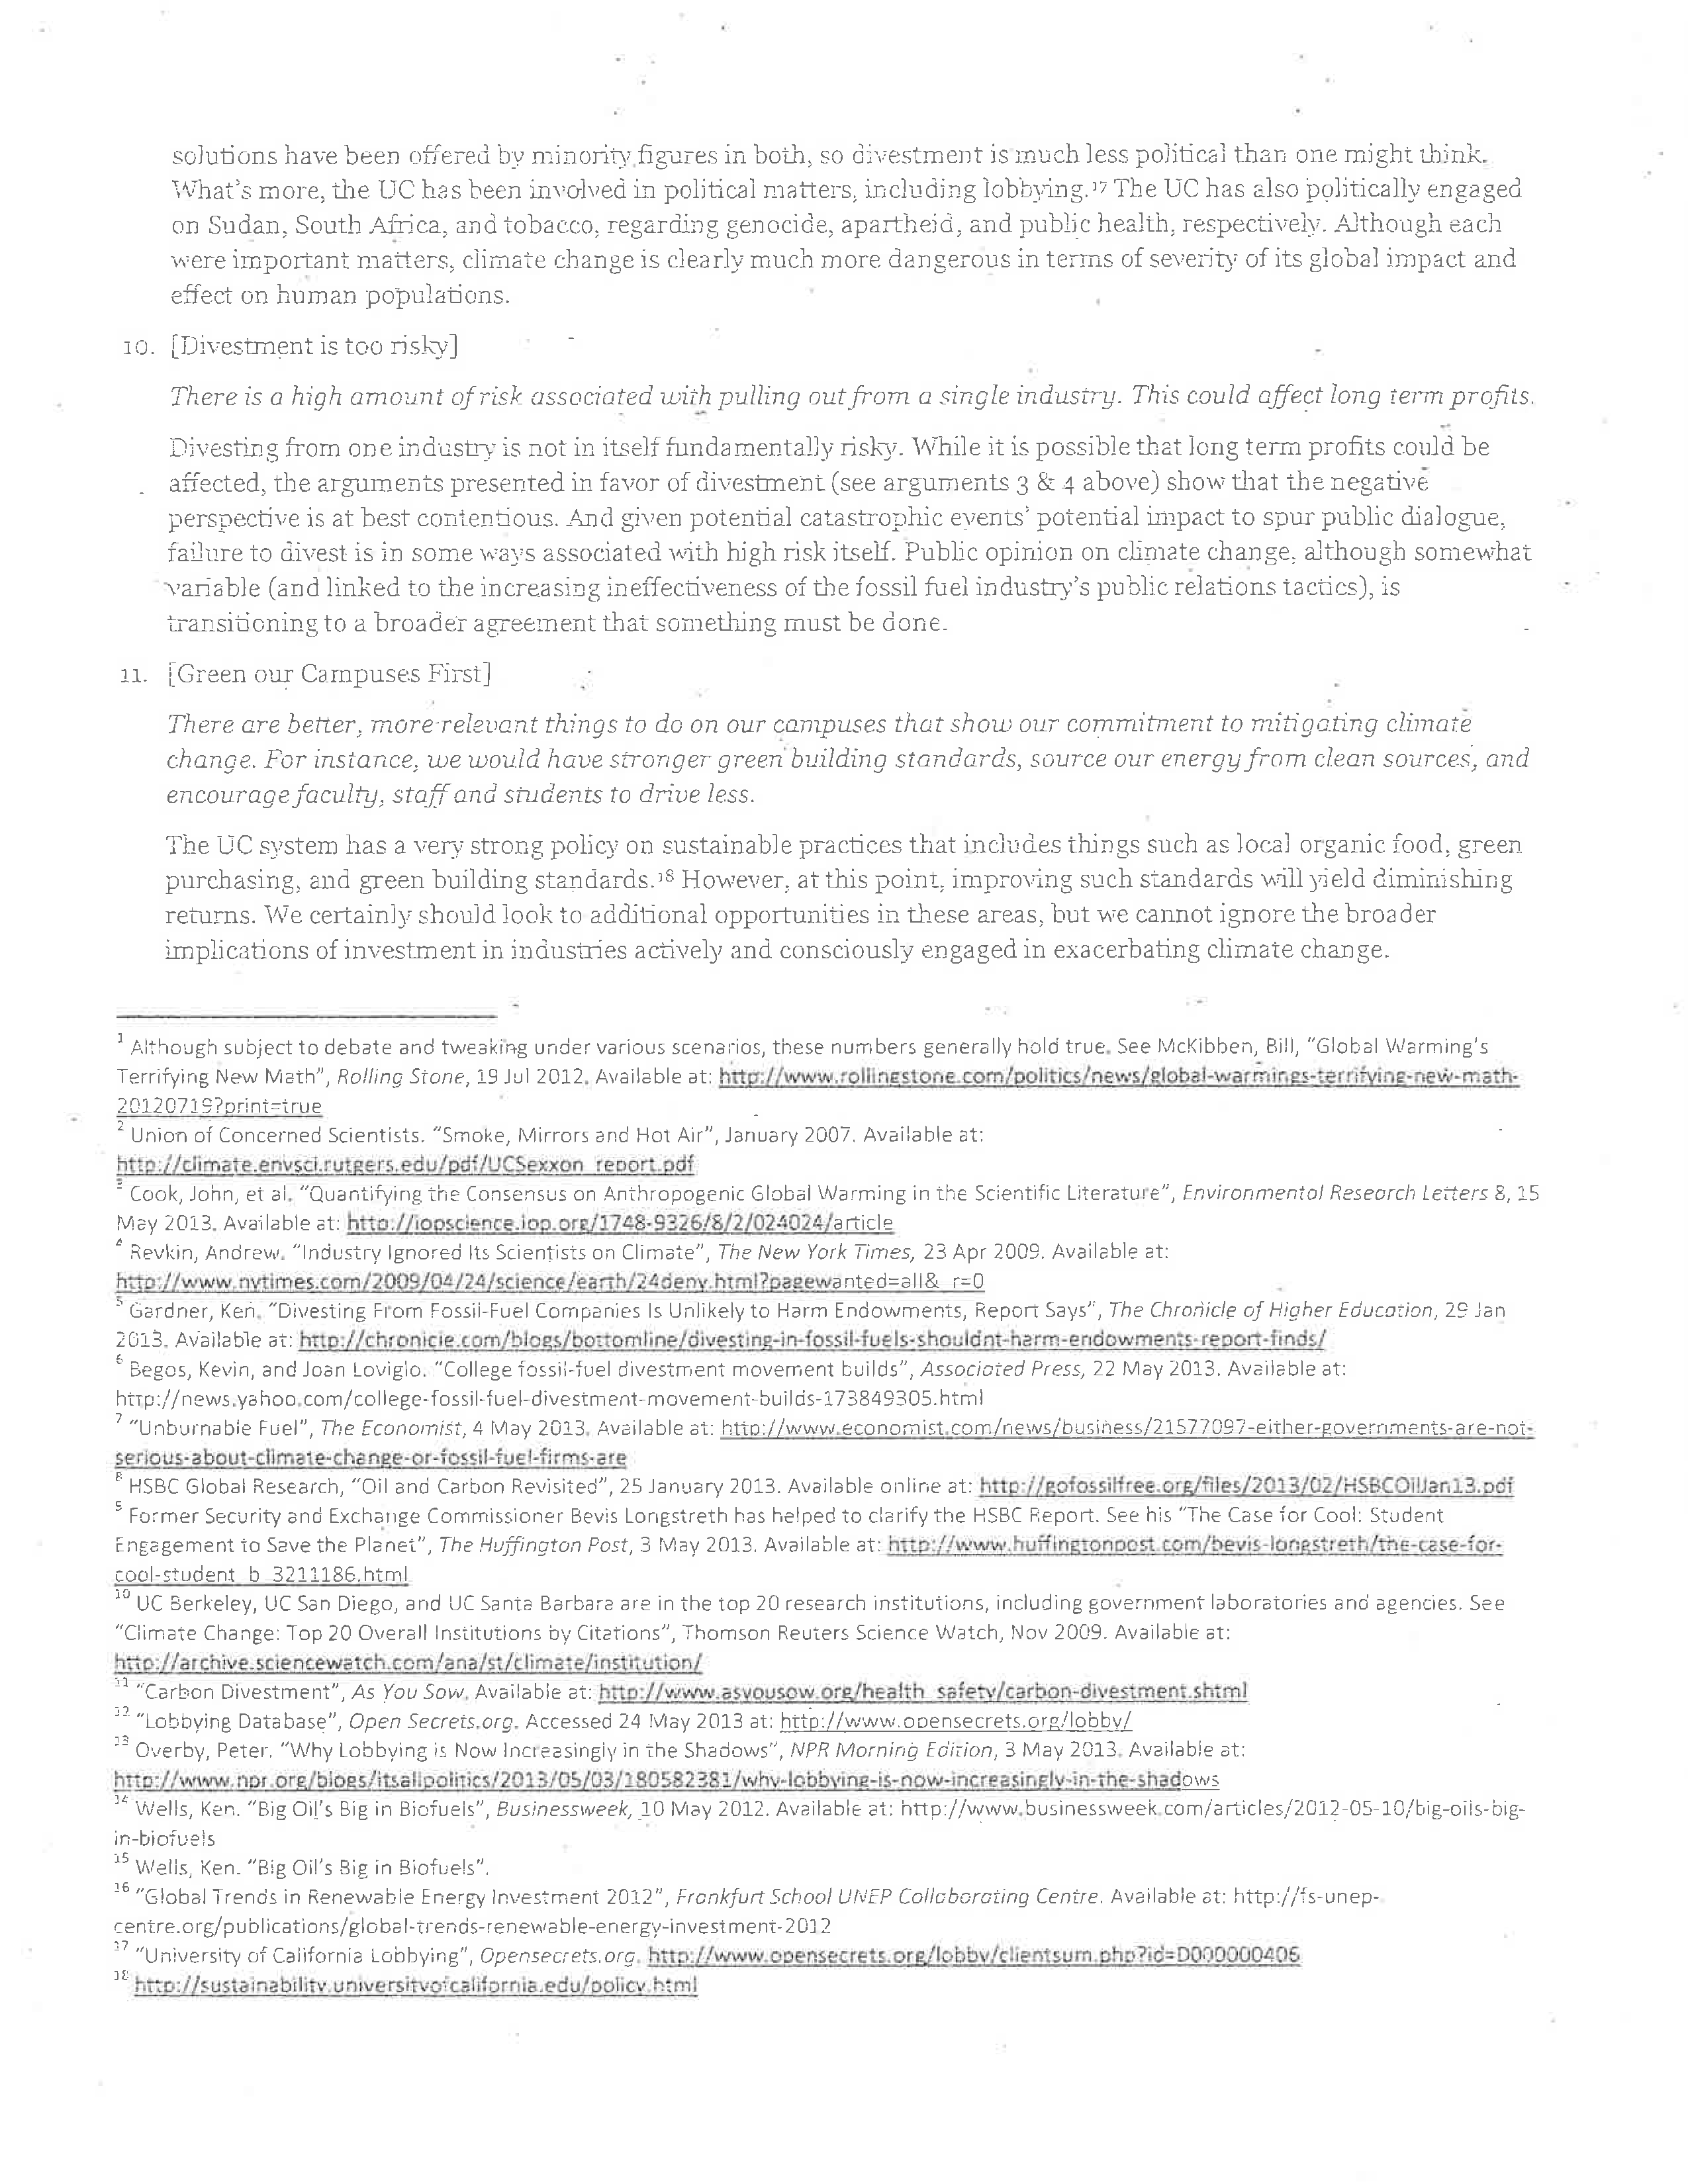 solutions have been offered by minority figures in both, so divestment is much less political than one might think.
What's more, the UC has been involved in political matters, including lobbying.17 The UC has also politically engaged
on Sudan, South Africa, and tobacco, regarding genocide, apartheid, and public health, respectively. Although each
were important matters, climate change is clearly much more dangerous in terms of severity of its global impact and
effect on human populations.
10. [Divestment is too risky]
There is a high amount of risk associated with pulling out from a single industry. This could affect long term profits.
Divesting from one industry is not in itself fundamentally risky. While it is possible that long term profits could be
affected, the arguments presented in favor of divestment (see arguments 3 & 4 above) show that the negative
perspective is at best contentious. And given potential catastrophic events' potential impact to spur public dialogue,
failure to divest is in some ways associated with high risk itself. Public opinion on climate change, although somewhat
variable (and linked to the increasing ineffectiveness of the fossil fuel industry's public relations tactics), is
transitioning to a broader agreement that something must be done.
11. [Green our Campuses First]
There are better, more relevant things to do on our campuses that show our commitment to mitigating climate
change. For instance, we would have stronger green building standards, source our energy from clean sources, and
encourage faculty, staff and students to drive less.
The UC system has a very strong policy on sustainable practices that includes things such as local organic food, green
purchasing, and green building standards.18 However, at this point, improving such standards will yield diminishing
returns. We certainly should look to additional opportunities in these areas, but we cannot ignore the broader
implications of investment in industries actively and consciously engaged in exacerbating climate change.
1 Although subject to debate and tweaking under various scenarios, these numbers generally hold true. See McKibben, Bill, "Global Warming's
Terrifying New Math", Rolling Stone, 19 Jul 2012. Available at: http://www.rollingstone.com/politics/news/global-warmings-terrifying-new-math-
20120719?print=true
2 Union of Concerned Scientists. "Smoke, Mirrors and Hot Air", January 2007. Available at:
http://climate.envsci.rutgers.edu/pdf/UCSexxon_report.pdf
3 Cook, John, et al. "Quantifying the Consensus on Anthropogenic Global Warming in the Scientific Literature", Environmental Research Letters 8, 15
May 2013. Available at: http://iopscience.iop.org/1748-9326/8/2/024024/article
4 Revkin, Andrew. "Industry Ignored Its Scientists on Climate", The New York Times, 23 Apr 2009. Available at:
http://www.nytimes.com/2009/04/24/science/earth/24deny.html?pagewanted=all&_r=0
5 Gardner, Ken. "Divesting From Fossil-Fuel Companies Is Unlikely to Harm Endowments, Report Says", The Chronicle of Higher Education, 29 Jan
2013. Available at: http://chronicle.com/blogs/bottomline/divesting-in-fossil-fuels-shouldnt-harm-endowments-report-finds/
6 Begos, Kevin, and Joan Loviglo. "College fossil-fuel divestment movement builds", Associated Press, 22 May 2013. Available at:
http://news.yahoo.com/college-fossil-fuel-divestment-movement-builds-173849305.html
7 "Unburnable Fuel", The Economist, 4 May 2013. Available at: http://www.economist.com/news/business/21577097-either-governments-are-not-
serious-about-climate-change-or-fossil-fuel-firms-are
8 HSBC Global Research, "Oil and Carbon Revisited", 25 January 2013. Available online at: http://gofossilfree.org/files/2013/02/HSBCOilJan13.pdf
9 Former Security and Exchange Commissioner Bevis Longstreth has helped to clarify the HSBC Report. See his "The Case for Cool: Student
Engagement to Save the Planet", The Huffington Post, 3 May 2013. Available at: http://www.huffingtonpost.com/bevis-longstreth/the-case-for-
cool-student_b_3211186.html
10 UC Berkeley, UC San Diego, and UC Santa Barbara are in the top 20 research institutions, including government laboratories and agencies. See
"Climate Change: Top 20 Overall Institutions by Citations", Thomson Reuters Science Watch, Nov 2009. Available at:
http://archive.sciencewatch.com/ana/st/climate/institution/
11 "Carbon Divestment", As You Sow. Available at: http://www.asyousow.org/health_safety/carbon-divestment.shtml
12 "Lobbying Database", Open Secrets.org. Accessed 24 May 2013 at: http://www.opensecrets.org/lobby/
13 Overby, Peter. "Why Lobbying is Now Increasingly in the Shadows", NPR Morning Edition, 3 May 2013. Available at:
http://www.npr.org/blogs/itsallpolitics/2013/05/03/180582381/why-lobbying-is-now-increasingly-in-the-shadows
14 Wells, Ken. "Big Oil's Big in Biofuels", Businessweek, 10 May 2012. Available at: http://www.businessweek.com/articles/2012-05-10/big-oils-big-
in-biofuels
15 Wells, Ken. "Big Oil's Big in Biofuels".
16 "Global Trends in Renewable Energy Investment 2012", Frankfurt School UNEP Collaborating Centre. Available at: http://fs-unep-
centre.org/publications/global-trends-renewable-energy-investment-2012
17 "University of California Lobbying", Opensecrets.org. http://www.opensecrets.org/lobby/clientsum.php?id=D000000406
18 http://sustainability.universityofcalifornia.edu/policy.html